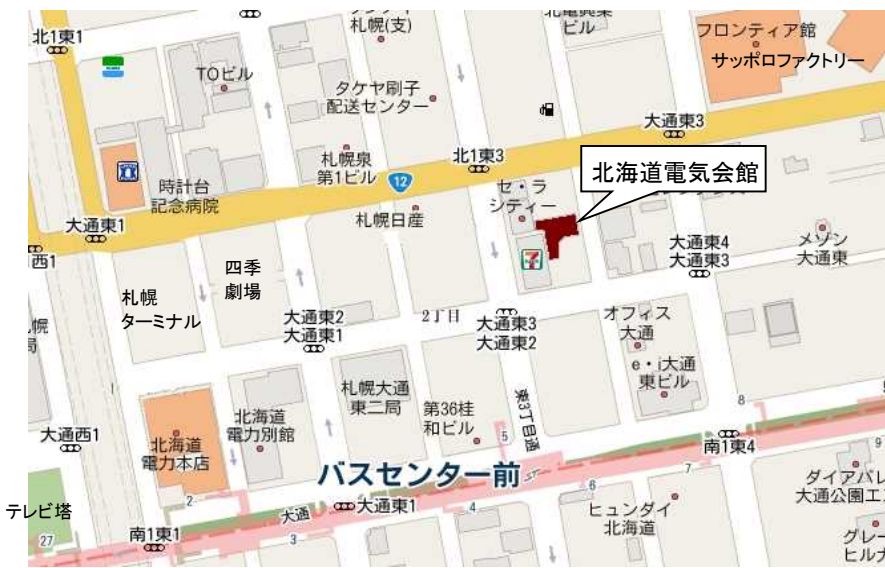 札幌(支)
北電興業
ビル
北1東1
フロンティア館
サッポロファクトリー
TOビル
タケヤ刷子
配送センター
大通東3
札幌泉
第1ビル
12
北1東3
北海道電気会館
時計台
記念病院
セ・ラ
シティー
大通東1
札幌日産
西1
四季
劇場
7
大通東4
大通東3
メゾン
大通東
札幌
ターミナル
大通東2
大通東1
2丁目
大通東3
大通東2
オフィス
大通
e・i大通
東ビル
札幌大通
東二局
第36桂
和ビル
東3丁目通
8
大通西1
北海道
電力本店
北海道
電力別館
5
南1東4
9
バスセンター前
7
6
ダイアパレ
大通公園エ
テレビ塔
2
大通
大通東1
4
ヒュンダイ
北海道
27
南1東1
3
グレー
ヒルナ